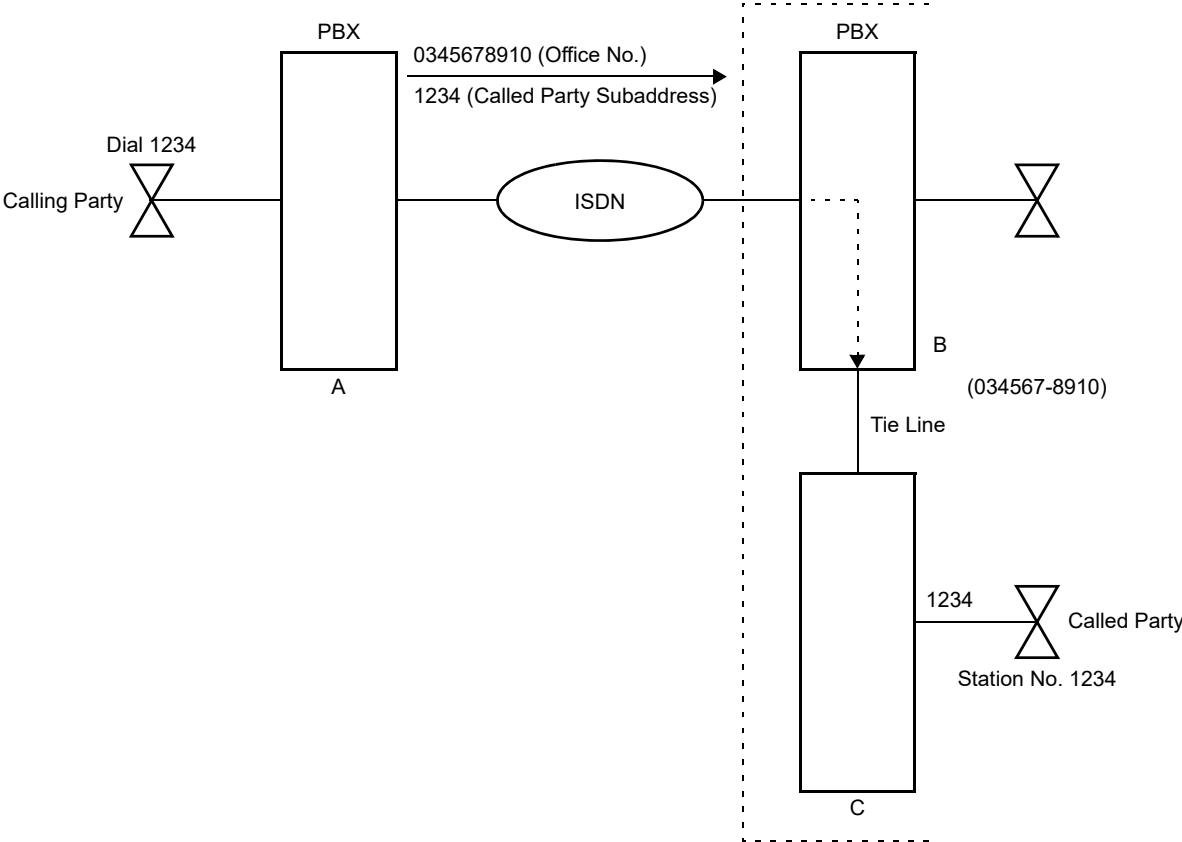 PBX
PBX
0345678910 (Office No.)
1234 (Called Party Subaddress)
Dial 1234
Calling Party
ISDN
B
A
(034567-8910)
Tie Line
1234
Called Party
Station No. 1234
C